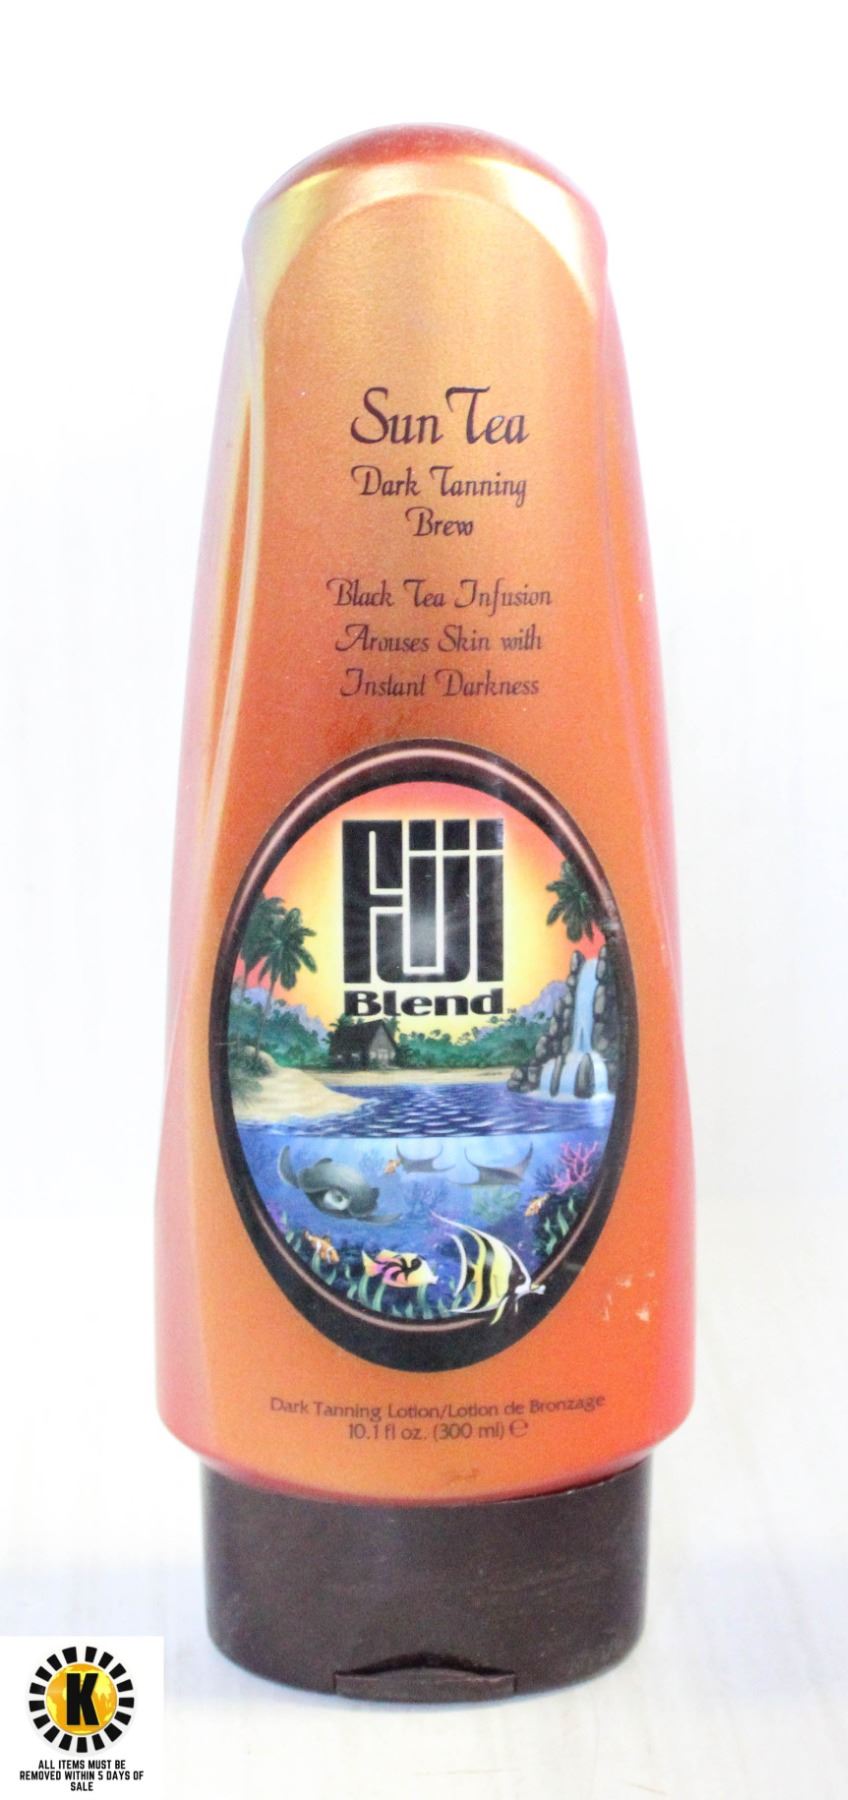 Sun Tea
Dark Tanning
Brew
Black Tea Infusion
Arouses Skin with
Instant Darkness
FIJI
Blend™
Dark Tanning Lotion/Lotion de Bronzage
10.1 fl oz. (300 ml) ℮
K
ALL ITEMS MUST BE
REMOVED WITHIN 5 DAYS OF
SALE